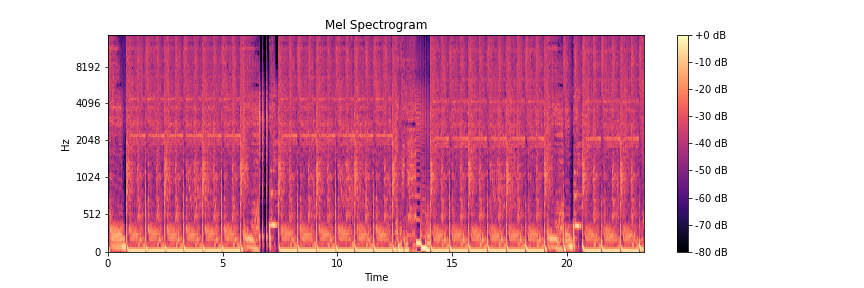 Mel Spectrogram
+0 dB
8192
-10 dB
4096
-20 dB
-30 dB
2048
Hz
-40 dB
1024
-50 dB
512
-60 dB
-70 dB
0
-80 dB
0 5 10 15 20
Time